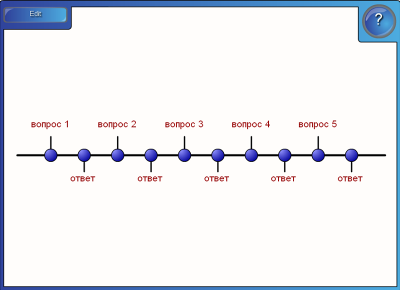 Edit
?
вопрос 1 вопрос 2 вопрос 3 вопрос 4 вопрос 5
ответ ответ ответ ответ ответ